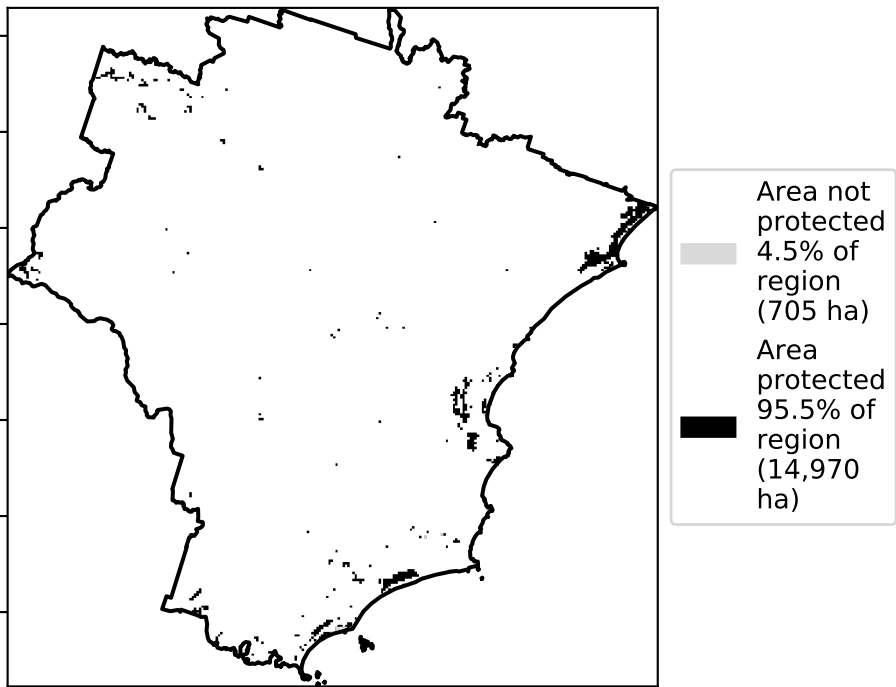 Area not
protected
4.5% of
region
(705 ha)
Area
protected
95.5% of
region
(14,970
ha)